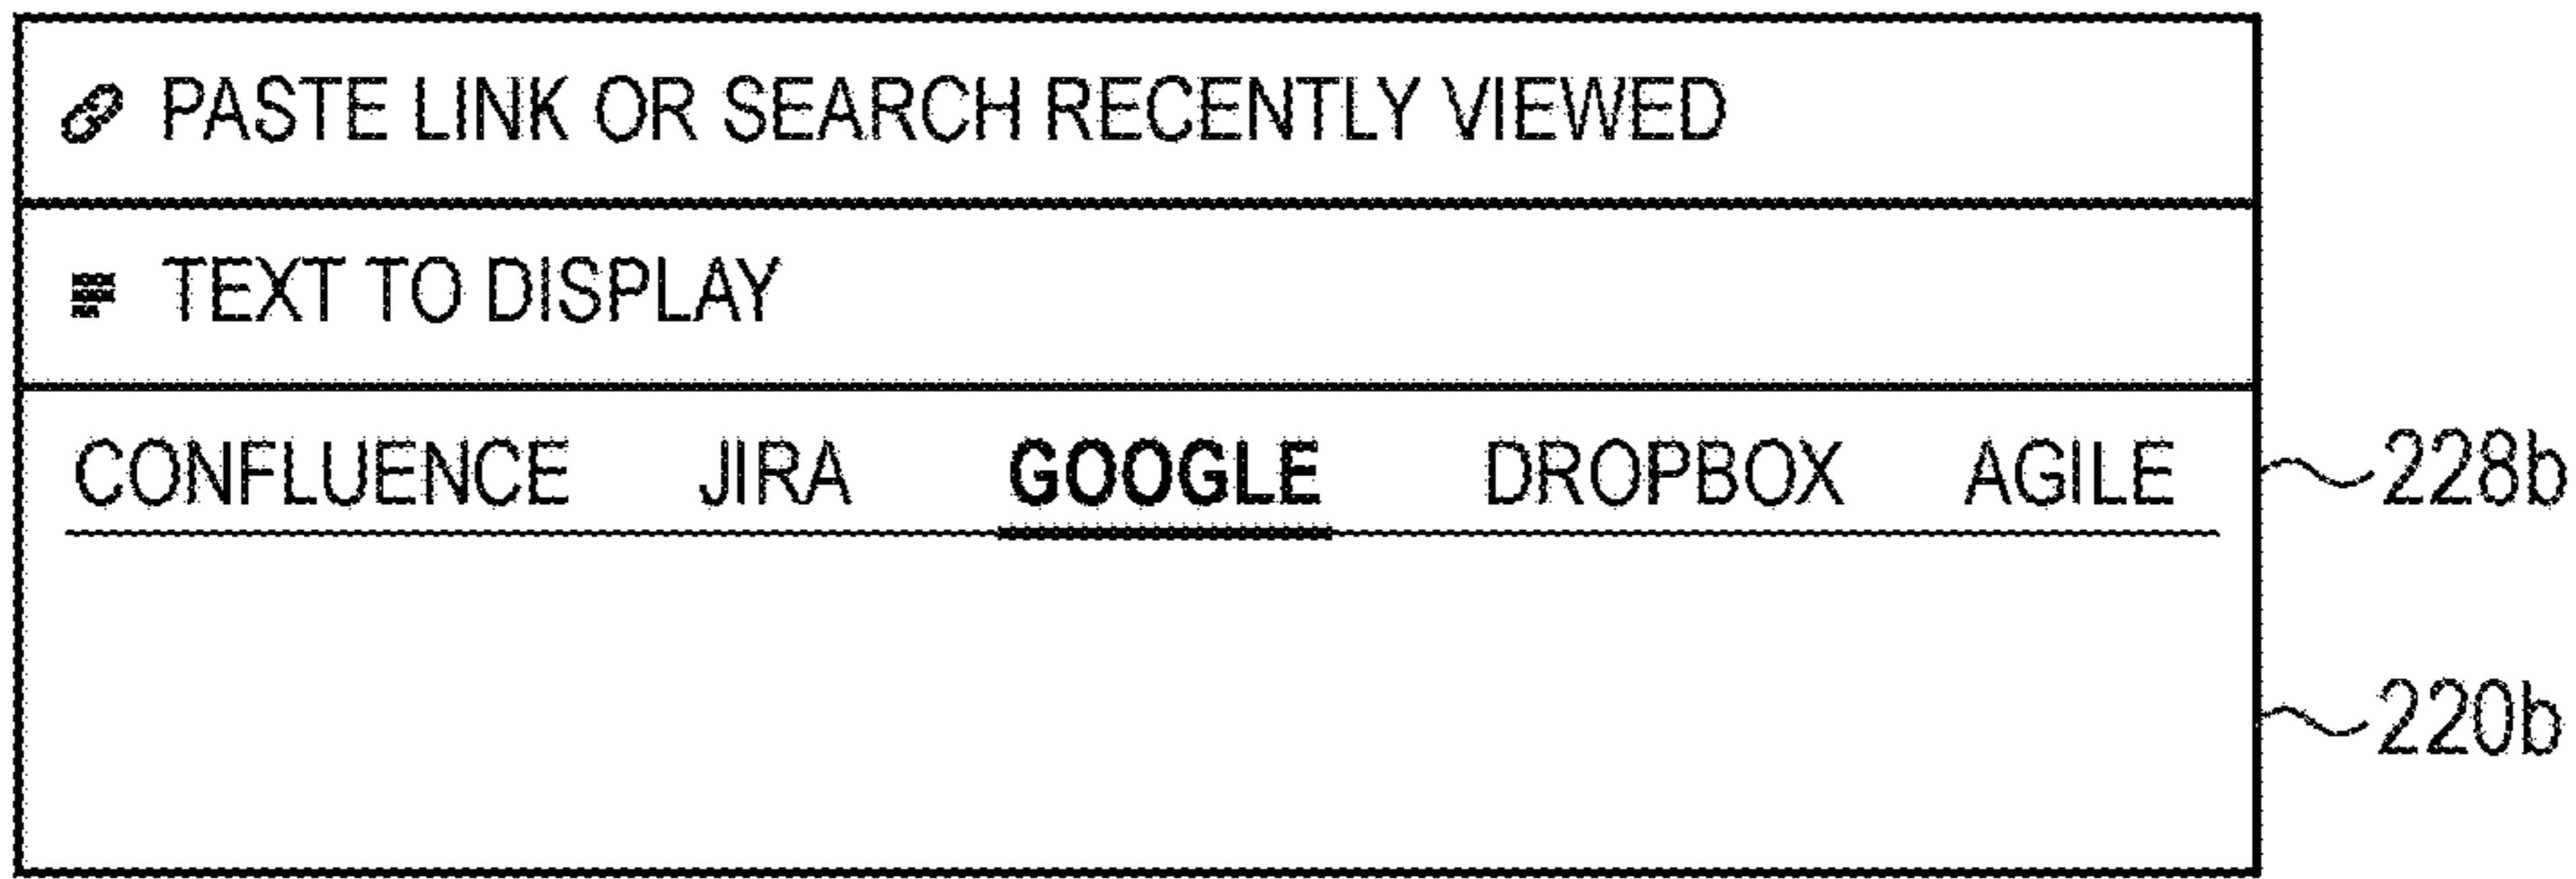 PASTE LINK OR SEARCH RECENTLY VIEWED
TEXT TO DISPLAY
CONFLUENCE JIRA GOOGLE DROPBOX AGILE 228b
220b